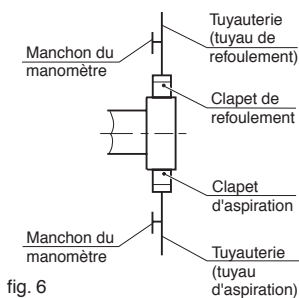 Tuyauterie
(tuyau de
refoulement)
Manchon du
manomètre
Clapet de
refoulement
Clapet
d'aspiration
Manchon du
manomètre
Tuyauterie
(tuyau
d'aspiration)
fig. 6